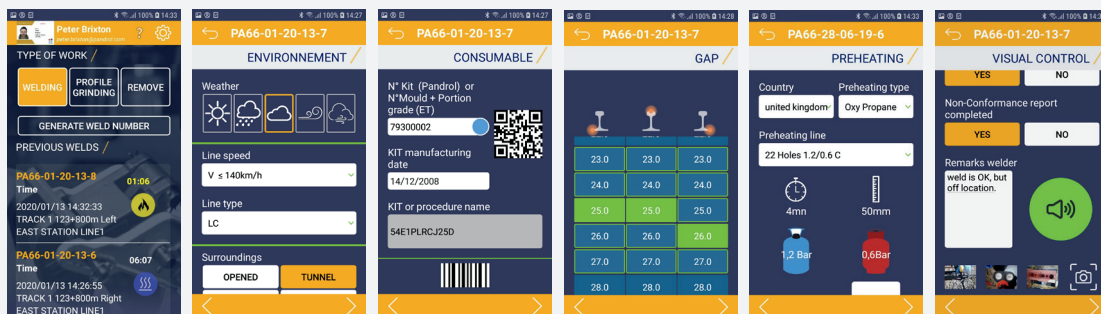 14:33
Peter Brixton
peter.brixton@pandrol.com
?
TYPE OF WORK /
WELDING
PROFILE
GRINDING
REMOVE
GENERATE WELD NUMBER
PREVIOUS WELDS /
PA66-01-20-13-8
Time
01:06
2020/01/13 14:32:33
TRACK 1 123+800m Left
EAST STATION LINE1
PA66-01-20-13-6
Time
06:07
2020/01/13 14:26:55
TRACK 1 123+800m Right
EAST STATION LINE1
100% 14:27
PA66-01-20-13-7
ENVIRONMENT /
Weather
Line speed
V ≤ 140km/h
Line type
LC
Surroundings
OPENED
TUNNEL
100% 14:27
PA66-01-20-13-7
CONSUMABLE /
N° Kit (Pandrol) or
N°Mould + Portion
grade (ET)
79300002
KIT manufacturing
date
14/12/2008
KIT or procedure name
54E1PLRCJ25D
100% 14:28
PA66-01-20-13-7
GAP /
23.0 23.0 23.0
24.0 24.0 24.0
25.0 25.0 25.0
26.0 26.0 26.0
27.0 27.0 27.0
28.0 28.0 28.0
100% 14:33
PA66-28-06-19-6
PREHEATING /
Country
Preheating type
united kingdom
Oxy Propane
Preheating line
22 Holes 1.2/0.6 C
4mn
50mm
1,2 Bar
0,6Bar
100%
PA66-01-20-13-7
VISUAL CONTROL /
YES
NO
Non-Conformance report
completed
YES
NO
Remarks welder
weld is OK, but
off location.